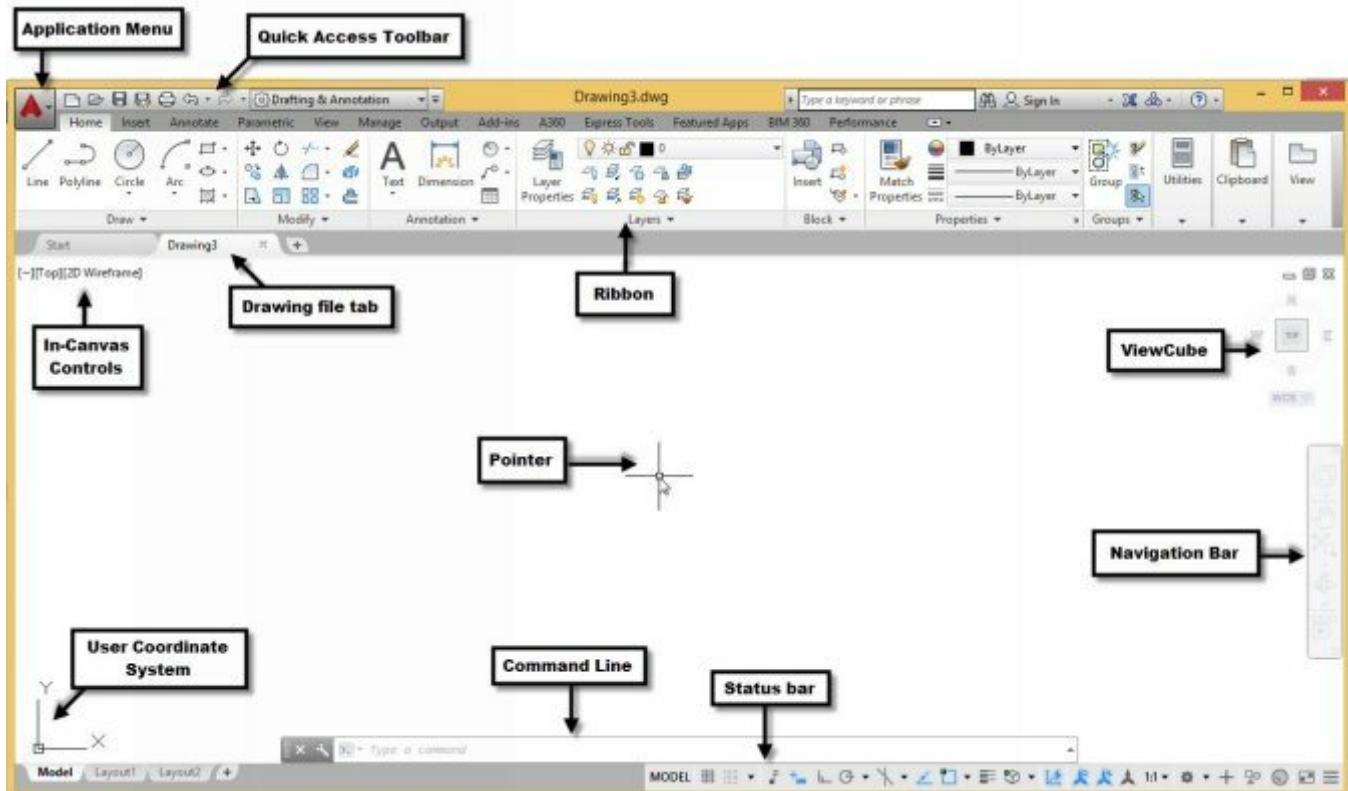 Application Menu
Quick Access Toolbar
Drafting & Annotation
Drawing3.dwg
Type a keyword or phrase
Sign In
Home Insert Annotate Parametric View Manage Output Add-ins A360 Express Tools Featured Apps BIM 360 Performance
0
ByLayer
ByLayer
ByLayer
Line Polyline Circle Arc Text Dimension Layer Properties Insert Match Properties Group Utilities Clipboard View
Draw Modify Annotation Layers Block Properties Groups
Start Drawing3
[−][Top][2D Wireframe]
Drawing file tab
Ribbon
In-Canvas
Controls
ViewCube
TOP
Pointer
Navigation Bar
User Coordinate
System
Command Line
Status bar
Y
X
Type a command
Model Layout1 Layout2 +
MODEL
1:1